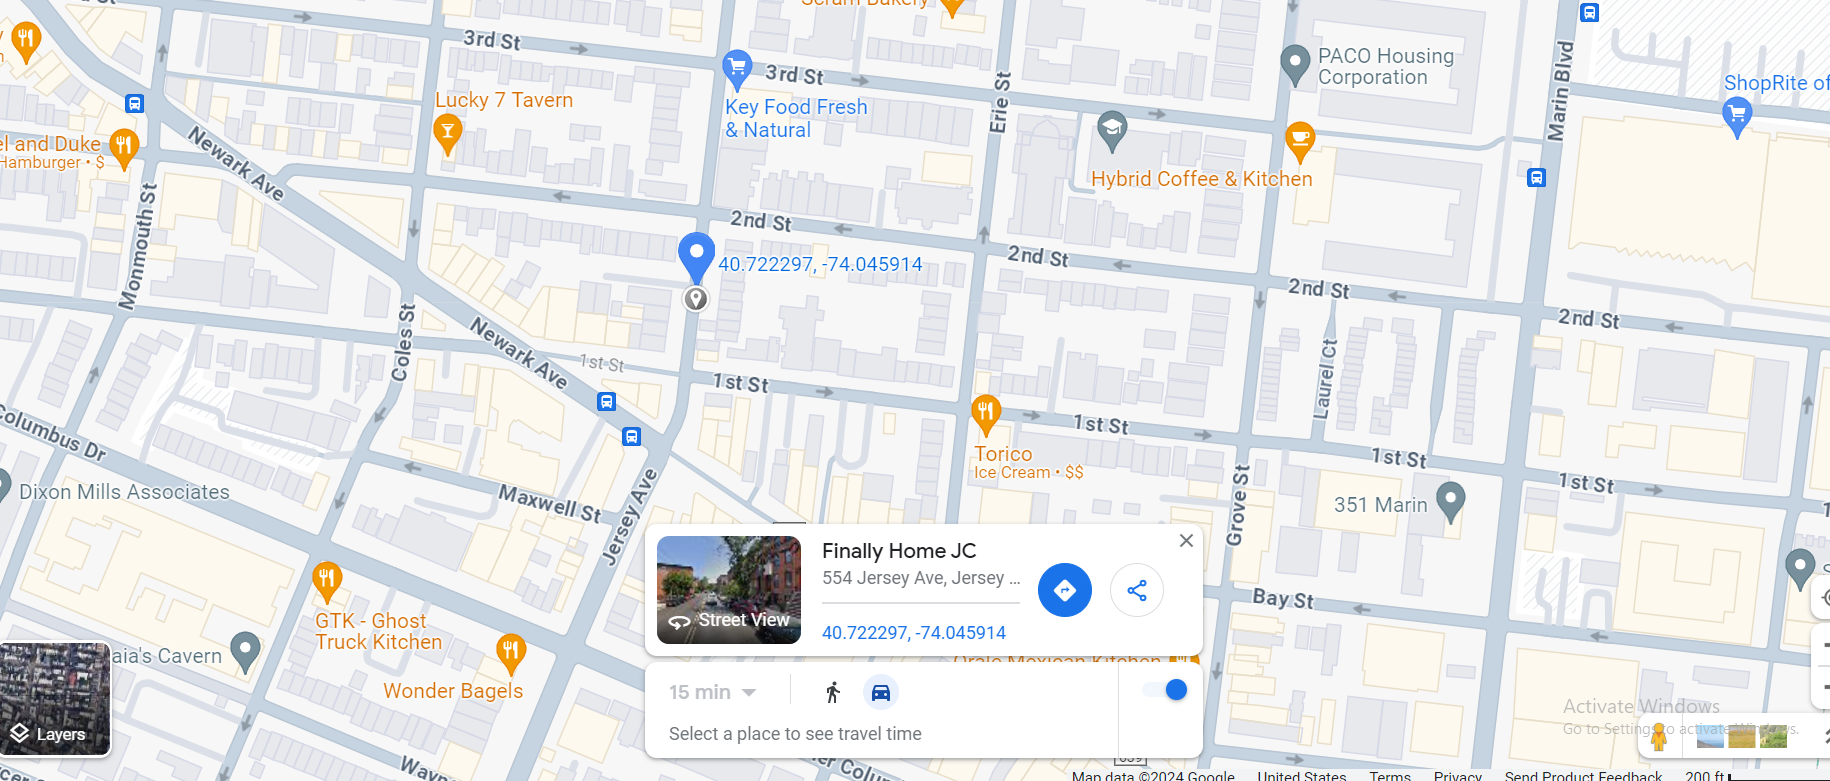 Scrum Bakery
3rd St
3rd St
PACO Housing
Corporation
Marin Blvd
ShopRite of
Lucky 7 Tavern
Key Food Fresh
& Natural
Erie St
Newark Ave
el and Duke
Hamburger • $
Hybrid Coffee & Kitchen
Monmouth St
2nd St
2nd St
40.722297, -74.045914
2nd St
2nd St
Coles St
Newark Ave
1st St
1st St
Laurel Ct
1st St
Columbus Dr
Torico
Ice Cream • $$
1st St
1st St
Dixon Mills Associates
Maxwell St
Jersey Ave
Grove St
351 Marin
Finally Home JC
554 Jersey Ave, Jersey ...
Street View
40.722297, -74.045914
Bay St
GTK - Ghost
Truck Kitchen
aia's Cavern
Wonder Bagels
Orale Mexican Kitchen
15 min
Select a place to see travel time
Layers
Activate Windows
Go to Settings to activate Windows.
Map data ©2024 Google
United States
Terms
Privacy
Send Product Feedback
200 ft